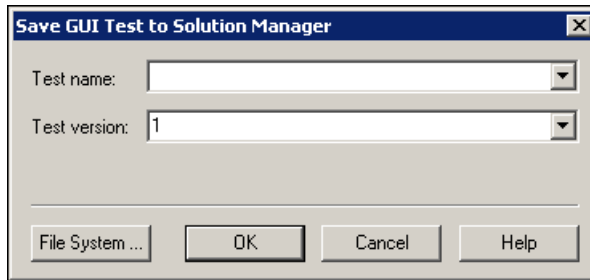 Save GUI Test to Solution Manager
Test name:
Test version: 1
File System ... OK Cancel Help